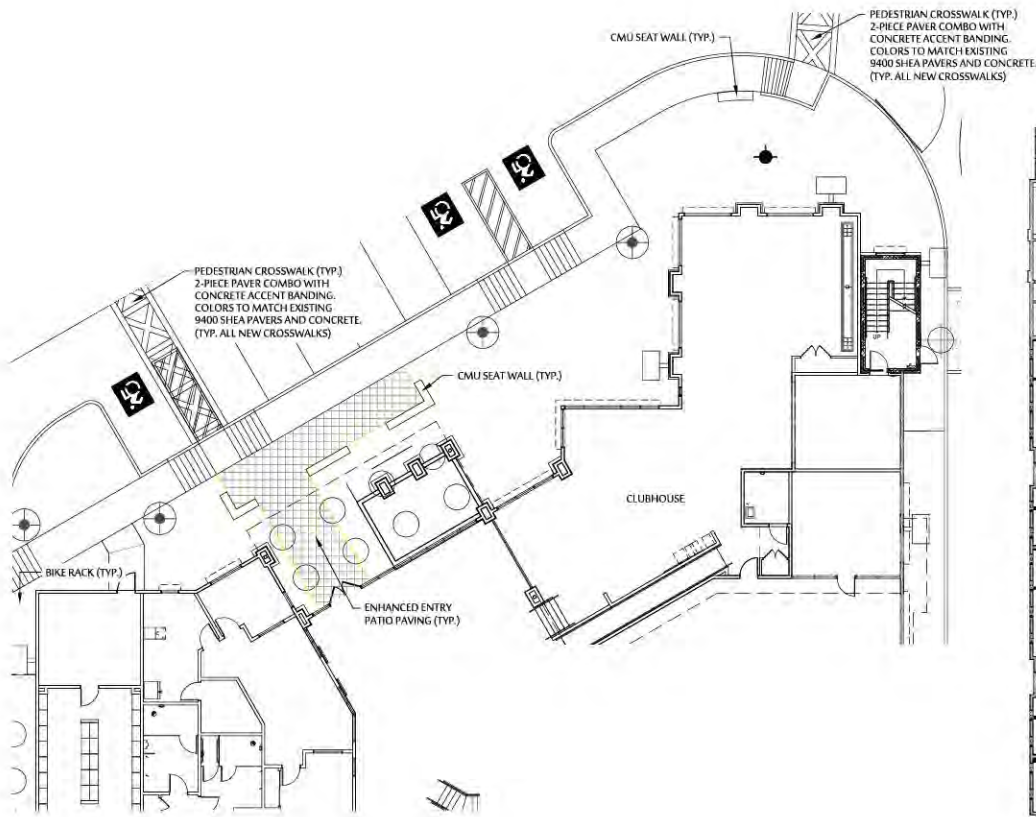 PEDESTRIAN CROSSWALK (TYP.)
2-PIECE PAVER COMBO WITH
CONCRETE ACCENT BANDING.
COLORS TO MATCH EXISTING
9400 SHEA PAVERS AND CONCRETE.
(TYP. ALL NEW CROSSWALKS)
CMU SEAT WALL (TYP.)
PEDESTRIAN CROSSWALK (TYP.)
2-PIECE PAVER COMBO WITH
CONCRETE ACCENT BANDING.
COLORS TO MATCH EXISTING
9400 SHEA PAVERS AND CONCRETE.
(TYP. ALL NEW CROSSWALKS)
CMU SEAT WALL (TYP.)
CLUBHOUSE
BIKE RACK (TYP.)
ENHANCED ENTRY
PATIO PAVING (TYP.)